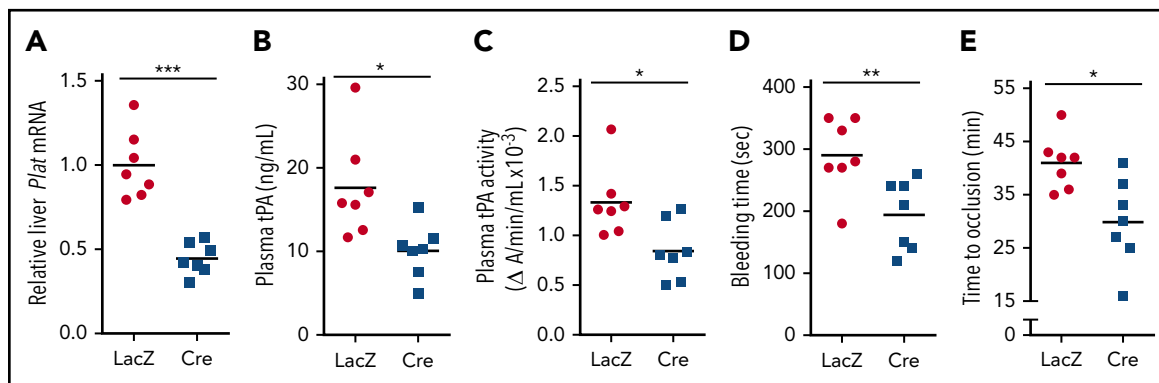 A
***
Relative liver Plat mRNA
1.5
1.0
0.5
0.0
LacZ Cre
B
*
Plasma tPA (ng/mL)
30
20
10
0
LacZ Cre
C
*
Plasma tPA activity
(Δ A/min/mL x10-3)
2.5
2.0
1.5
1.0
0.5
0.0
LacZ Cre
D
**
Bleeding time (sec)
400
300
200
100
0
LacZ Cre
E
*
Time to occlusion (min)
55
45
35
25
15
0
LacZ Cre